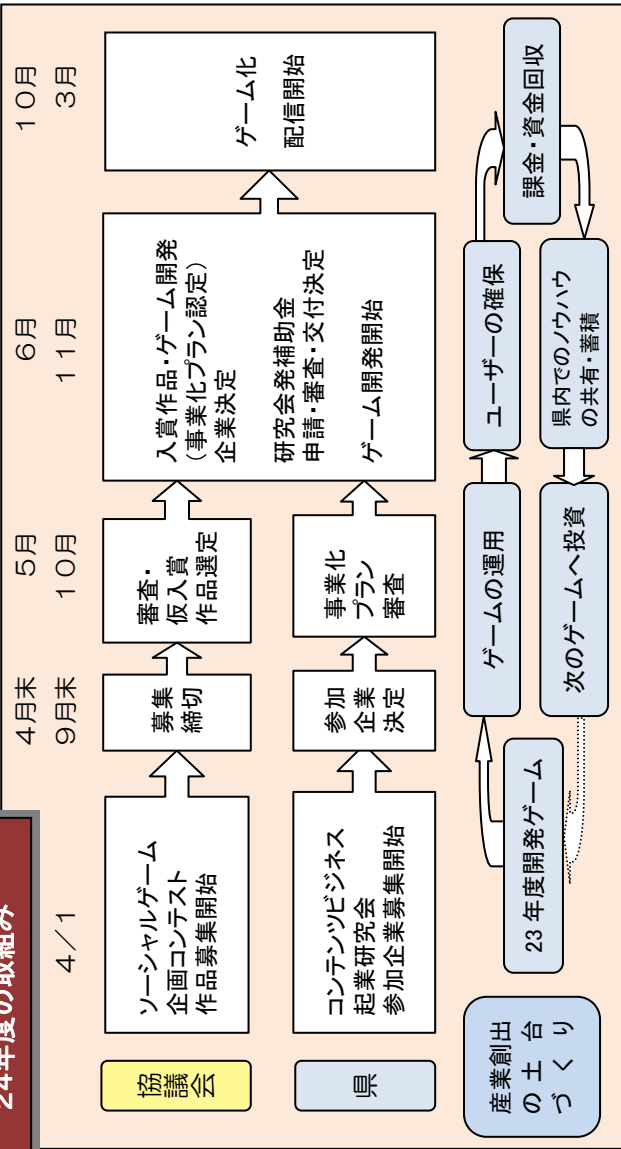 24年度の取組み
4／1
4月末
9月末
5月
10月
6月
11月
10月
3月
協議会
ソーシャルゲーム
企画コンテスト
作品募集開始
募集
締切
審査・
仮入賞
作品選定
入賞作品・ゲーム開発
（事業化プラン認定）
企業決定
研究会発補助金
申請・審査・交付決定
ゲーム開発開始
ゲーム化
配信開始
県
コンテンツビジネス
起業研究会
参加企業募集開始
参加
企業
決定
事業化
プラン
審査
産業創出
の土台
づくり
23年度開発ゲーム
ゲームの運用
ユーザーの確保
課金・資金回収
県内でのノウハウ
の共有・蓄積
次のゲームへ投資